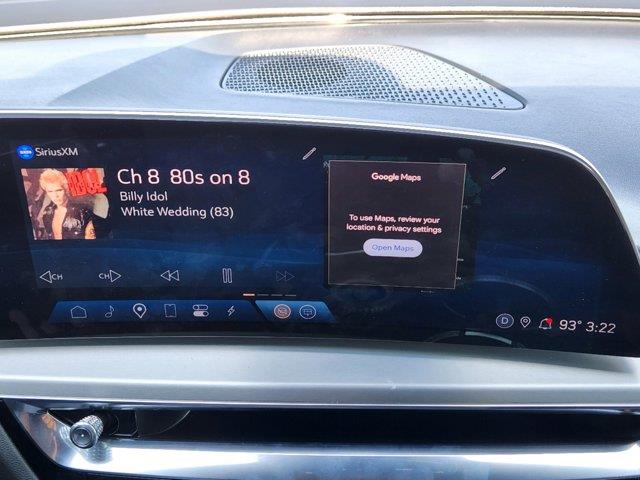 SiriusXM
IDOL
Ch 8 80s on 8
Billy Idol
White Wedding (83)
Google Maps
To use Maps, review your
location & privacy settings
Open Maps
CH
CH
D
93° 3:22